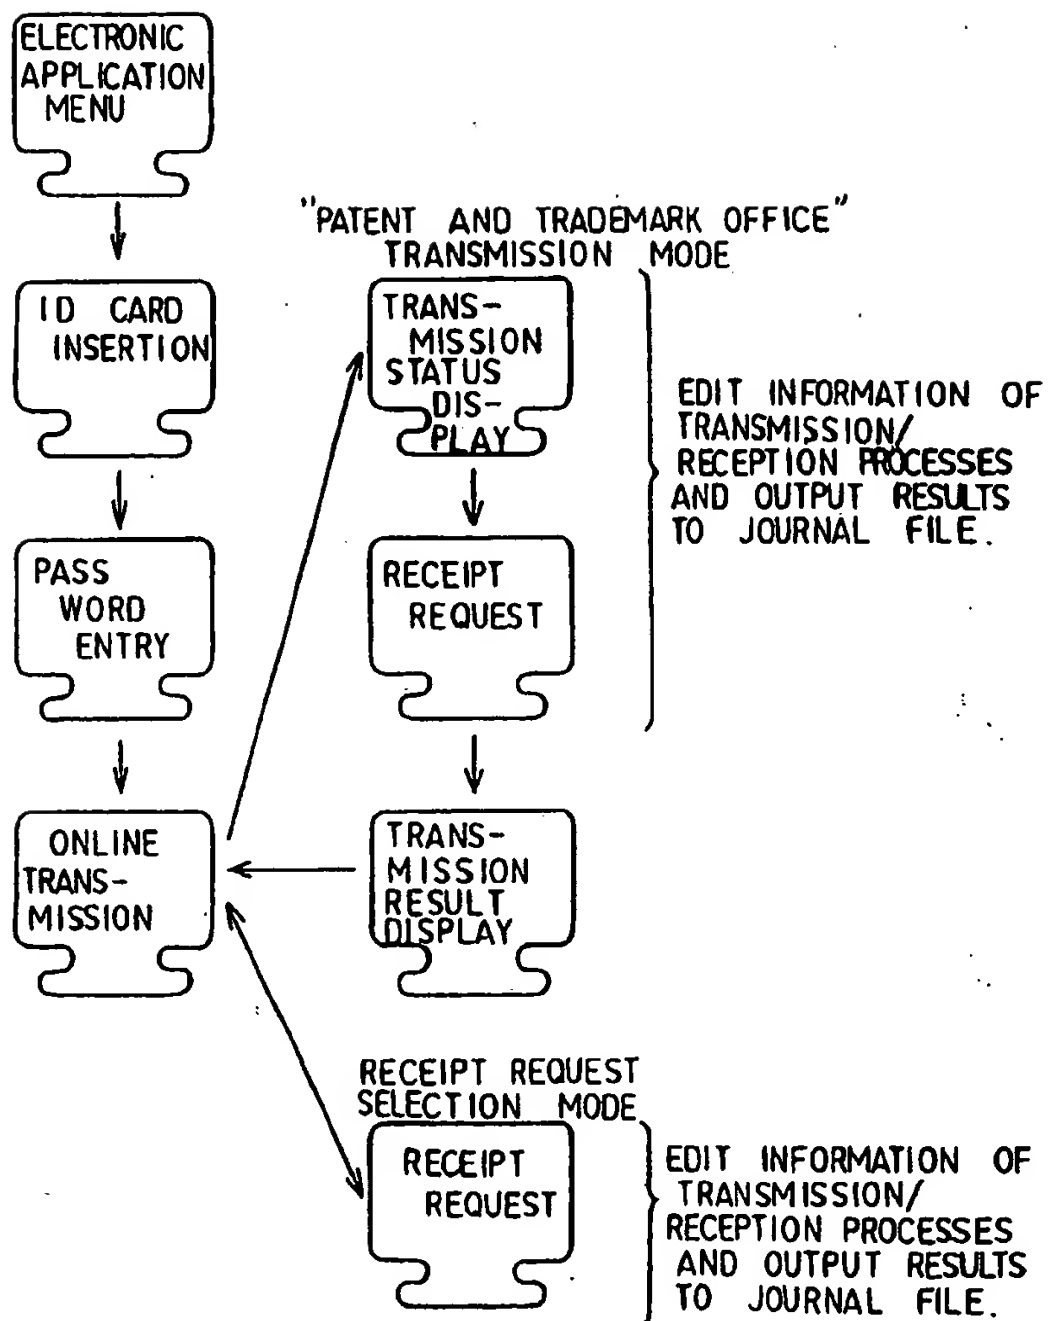 ELECTRONIC
APPLICATION
MENU
ID CARD
INSERTION
PASS
WORD
ENTRY
ONLINE
TRANS-
MISSION
"PATENT AND TRADEMARK OFFICE"
TRANSMISSION MODE
TRANS-
MISSION
STATUS
DIS-
PLAY
RECEIPT
REQUEST
TRANS-
MISSION
RESULT
DISPLAY
EDIT INFORMATION OF
TRANSMISSION/
RECEPTION PROCESSES
AND OUTPUT RESULTS
TO JOURNAL FILE.
RECEIPT REQUEST
SELECTION MODE
RECEIPT
REQUEST
EDIT INFORMATION OF
TRANSMISSION/
RECEPTION PROCESSES
AND OUTPUT RESULTS
TO JOURNAL FILE.